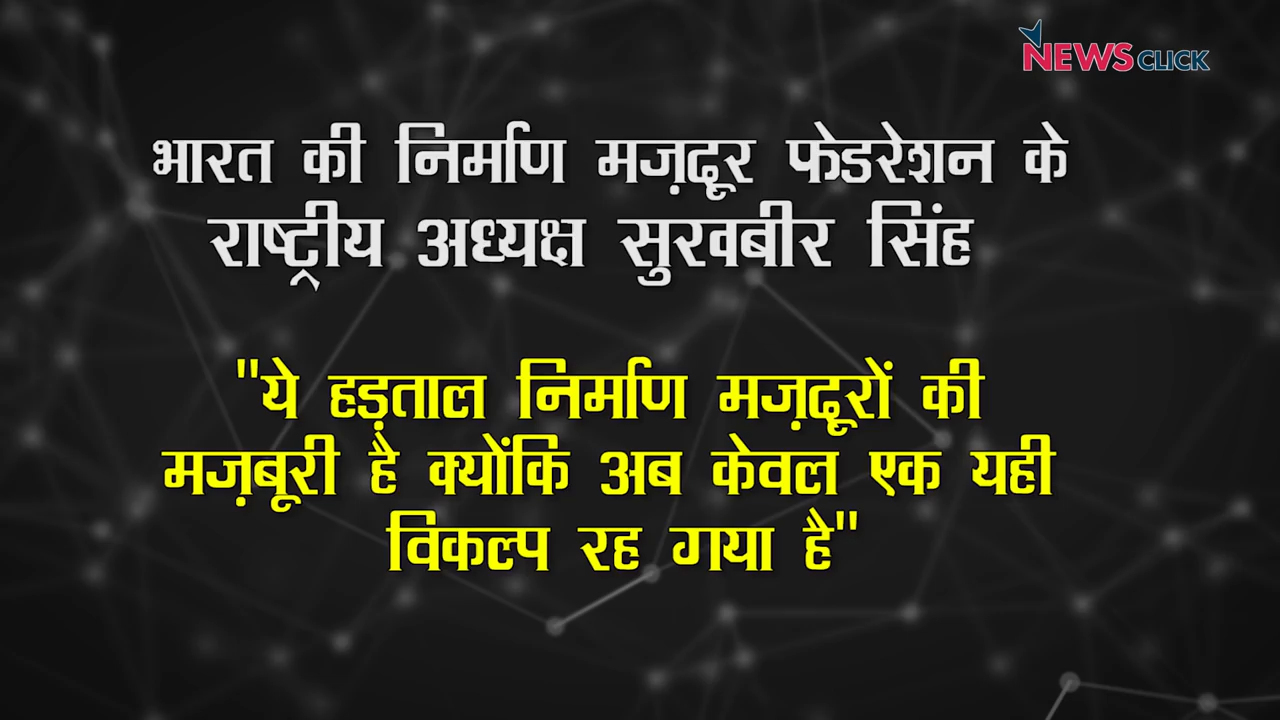 NEWSCLICK
भारत की निर्माण मज़दूर फेडरेशन के
राष्ट्रीय अध्यक्ष सुखबीर सिंह
"ये हड़ताल निर्माण मज़दूरों की
मज़बूरी है क्योंकि अब केवल एक यही
विकल्प रह गया है"